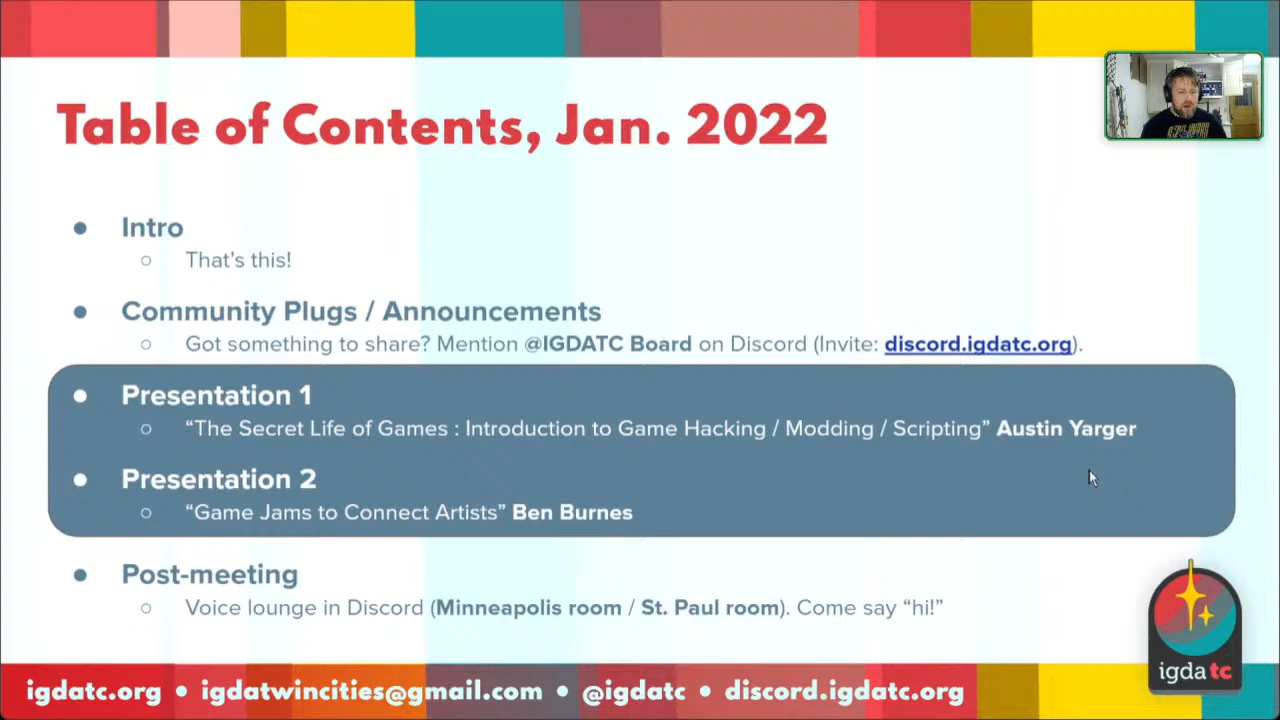 Table of Contents, Jan. 2022
● Intro
○ That's this!
● Community Plugs / Announcements
○ Got something to share? Mention @IGDATC Board on Discord (Invite: discord.igdatc.org).
● Presentation 1
○ “The Secret Life of Games : Introduction to Game Hacking / Modding / Scripting” Austin Yarger
● Presentation 2
○ “Game Jams to Connect Artists” Ben Burnes
● Post-meeting
○ Voice lounge in Discord (Minneapolis room / St. Paul room). Come say “hi!”
igda tc
igdatc.org • igdatwincities@gmail.com • @igdatc • discord.igdatc.org